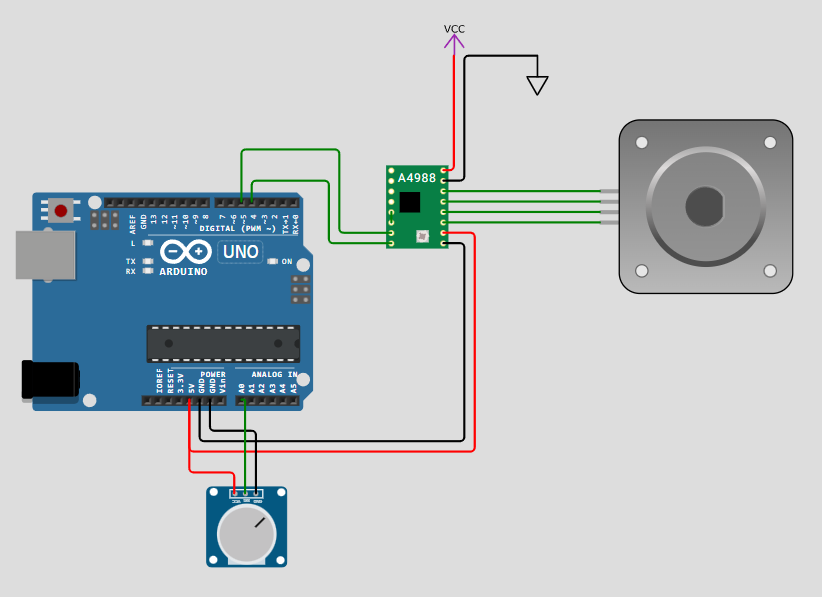 VCC
A4988
AREF
GND
13
12
~11
~10
~9
8
7
~6
~5
4
~3
2
TX→1
RX←0
DIGITAL (PWM ~)
L
TX
RX
UNO
ON
ARDUINO
IOREF
RESET
3.3V
5V
GND
GND
Vin
POWER
ANALOG IN
A0
A1
A2
A3
A4
A5
VCC
SIG
GND